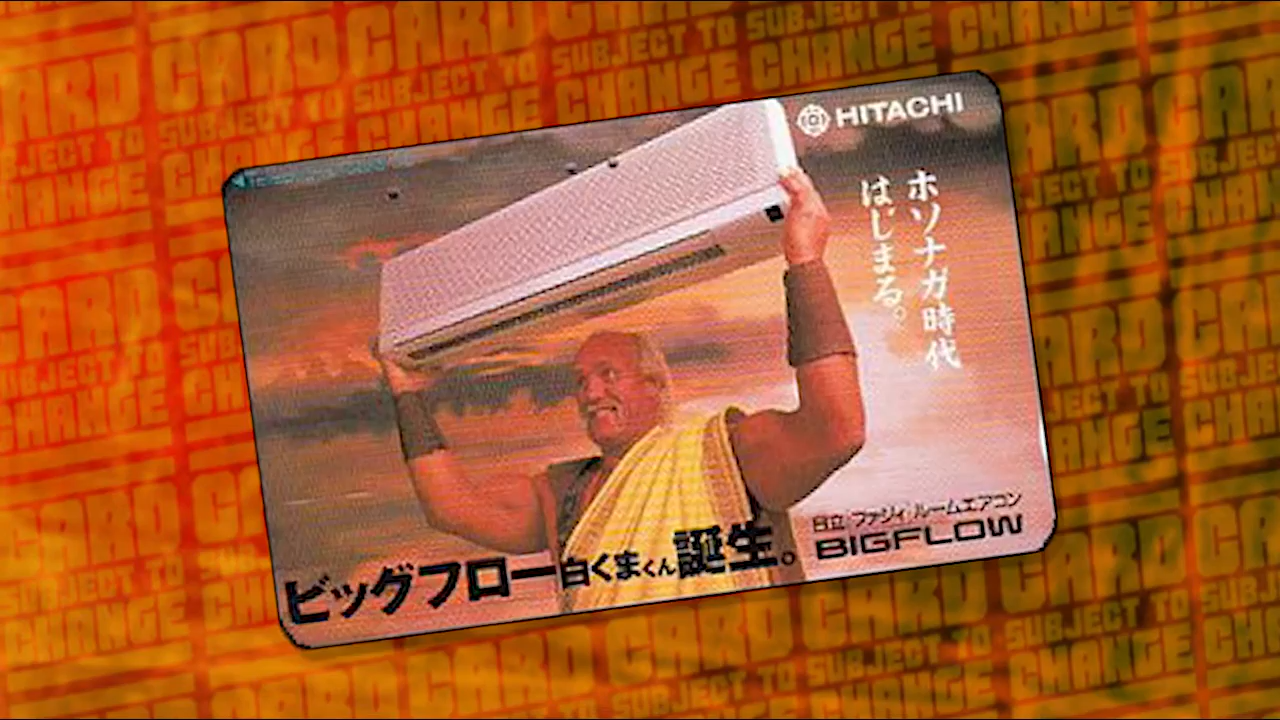 CARD
SUBJECT TO
CHANGE
HITACHI
ホソナガ時代
はじまる。
日立 ファジィ・ルームエアコン
BIGFLOW
ビッグフロー白くまくん誕生。